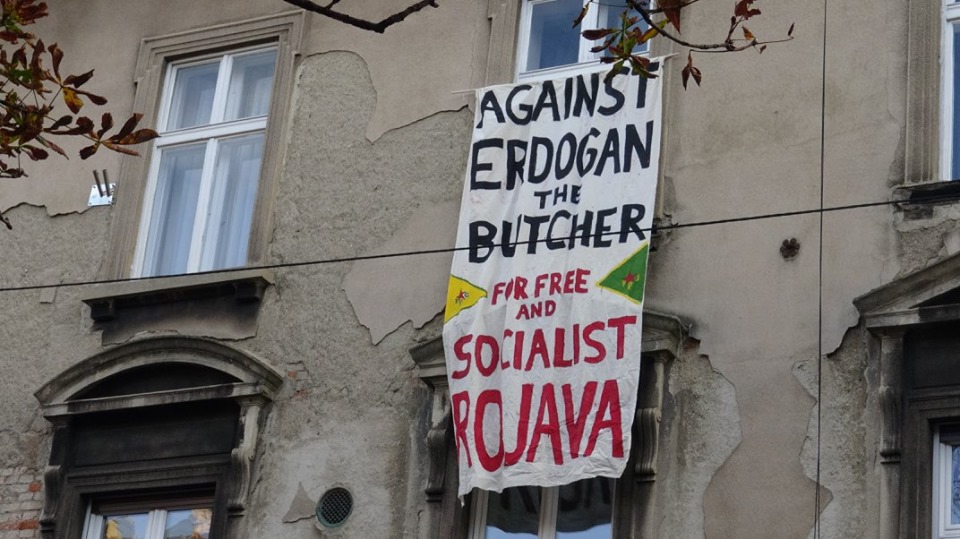 AGAINST
ERDOGAN
THE
BUTCHER
FOR FREE
AND
SOCIALIST
ROJAVA